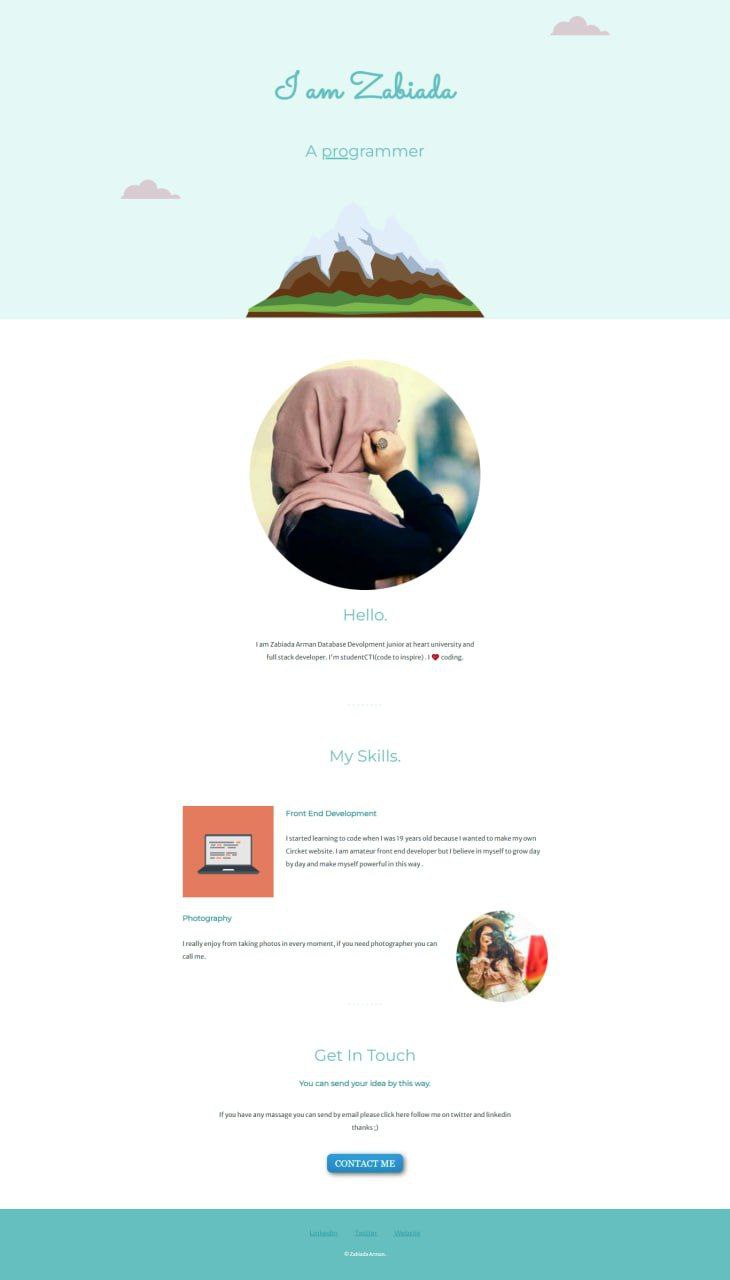 I am Zabiada
A programmer
Hello.
I am Zabiada Arman Database Devolpment junior at heart university and
full stack developer. I'm studentCTI(code to inspire) . I ❤ coding.
My Skills.
Front End Development
I started learning to code when I was 19 years old because I wanted to make my own
Circket website. I am amateur front end developer but I believe in myself to grow day
by day and make myself powerful in this way .
Photography
I really enjoy from taking photos in every moment, if you need photographer you can
call me.
Get In Touch
You can send your idea by this way.
If you have any massage you can send by email please click here follow me on twitter and linkedin
thanks ;)
CONTACT ME
LinkedIn Twitter Website
© Zabiada Arman.